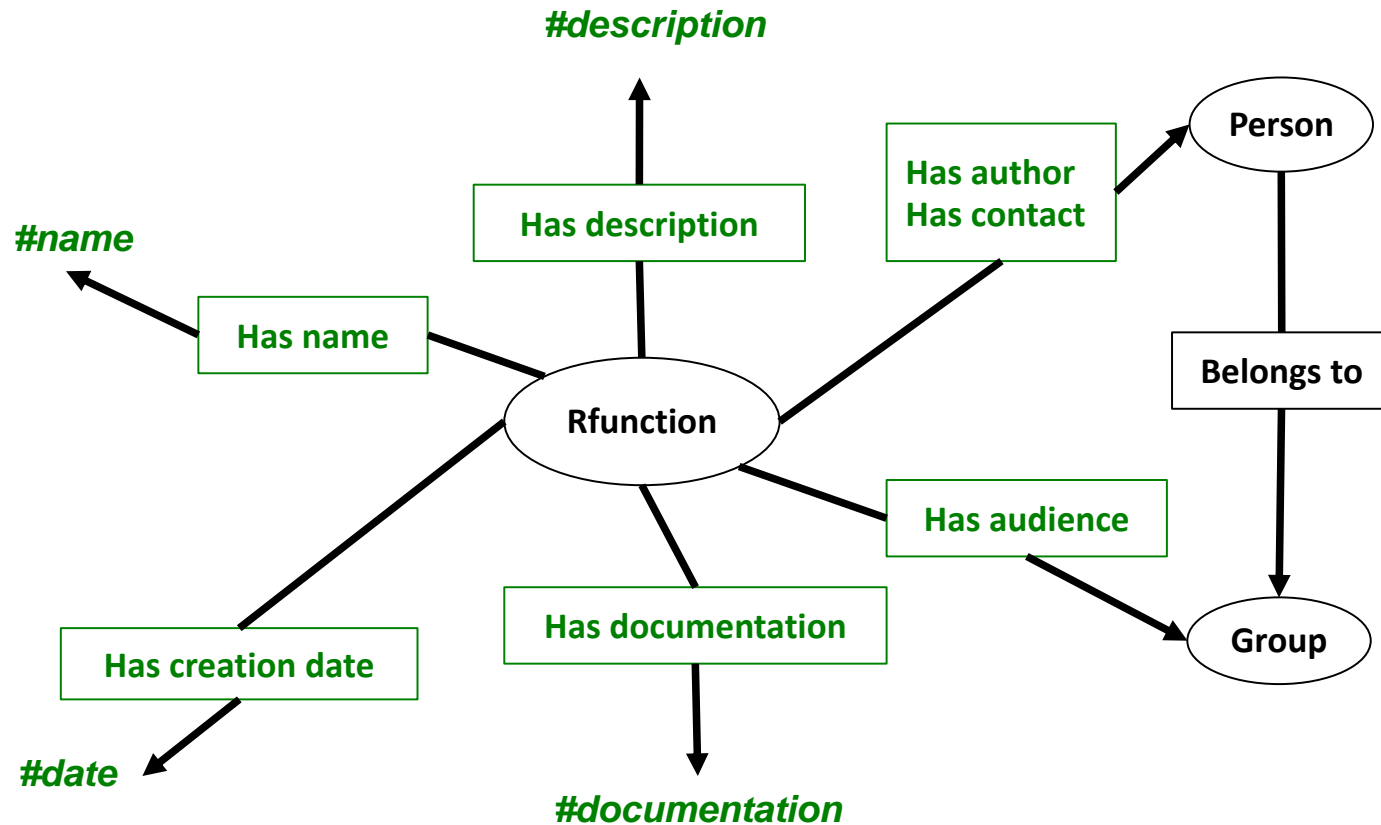 #description
Person
Has author
Has contact
Has description
#name
Has name
Belongs to
Rfunction
Has audience
Has documentation
Group
Has creation date
#date
#documentation